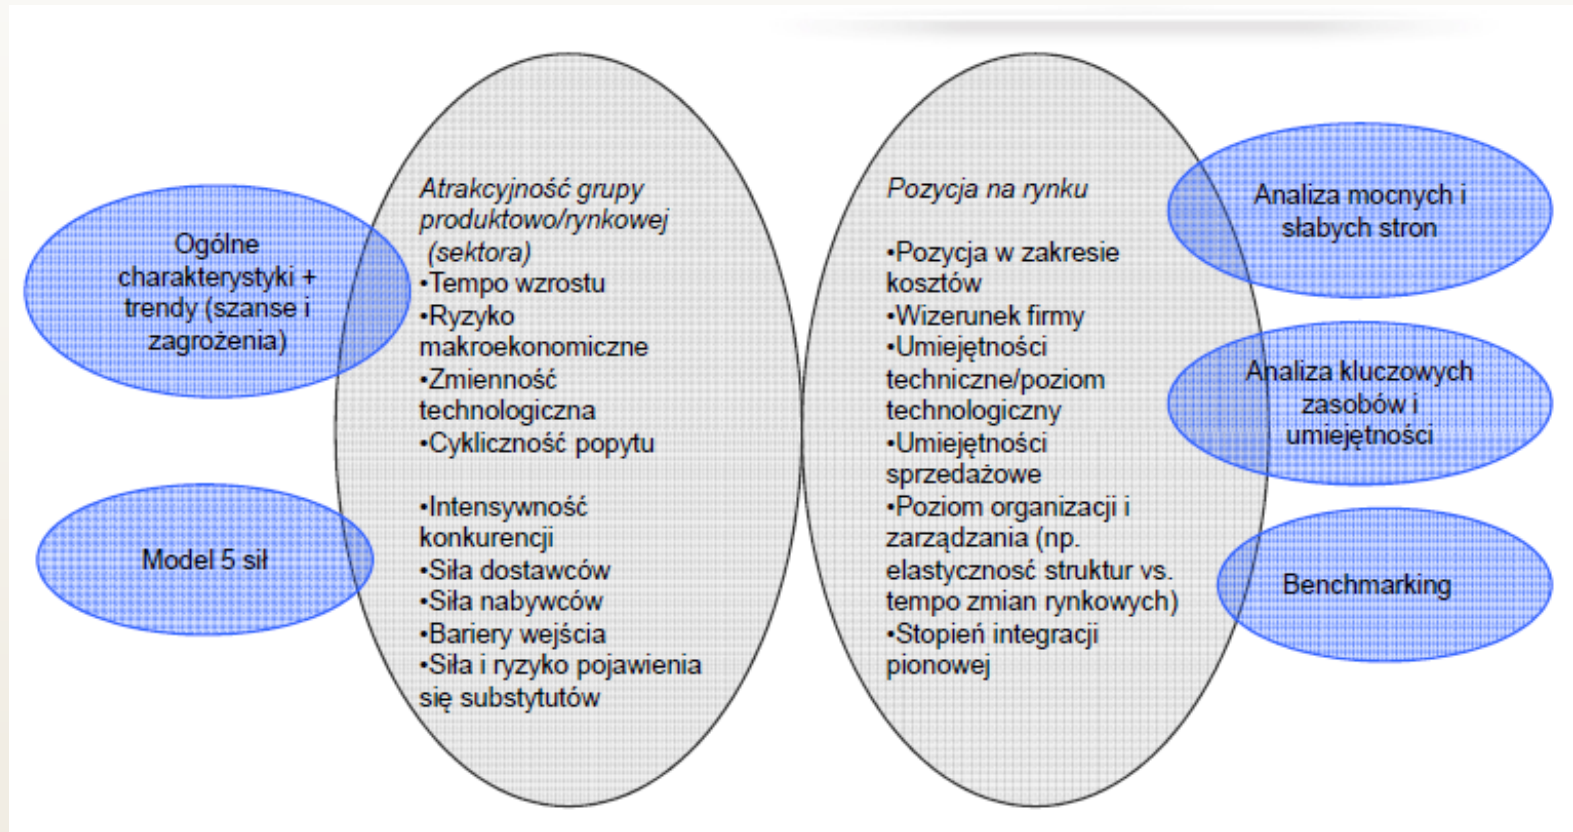 Ogólne
charakterystyki +
trendy (szanse i
zagrożenia)
Model 5 sił
Atrakcyjność grupy
produktowo/rynkowej
(sektora)
•Tempo wzrostu
•Ryzyko
makroekonomiczne
•Zmienność
technologiczna
•Cykliczność popytu
•Intensywność
konkurencji
•Siła dostawców
•Siła nabywców
•Bariery wejścia
•Siła i ryzyko pojawienia
się substytutów
Pozycja na rynku
•Pozycja w zakresie
kosztów
•Wizerunek firmy
•Umiejętności
techniczne/poziom
technologiczny
•Umiejętności
sprzedażowe
•Poziom organizacji i
zarządzania (np.
elastycznosć struktur vs.
tempo zmian rynkowych)
•Stopień integracji
pionowej
Analiza mocnych i
słabych stron
Analiza kluczowych
zasobów i
umiejętności
Benchmarking